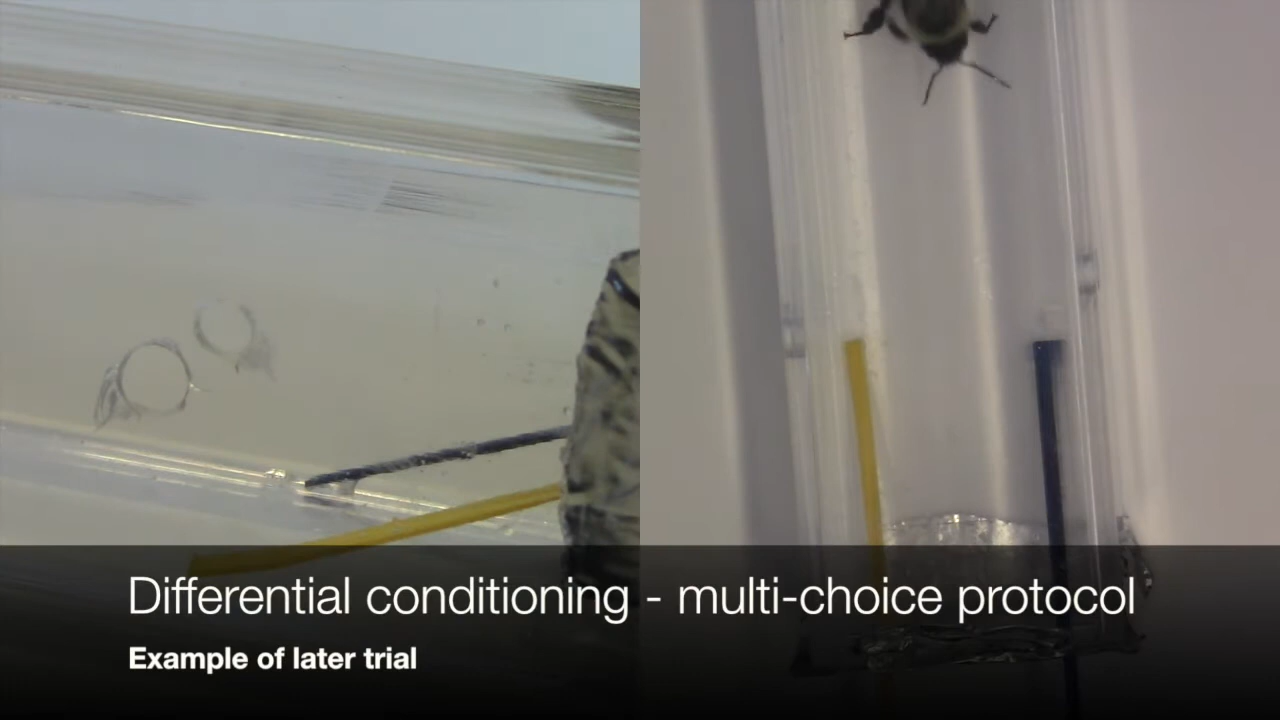 Differential conditioning - multi-choice protocol
Example of later trial